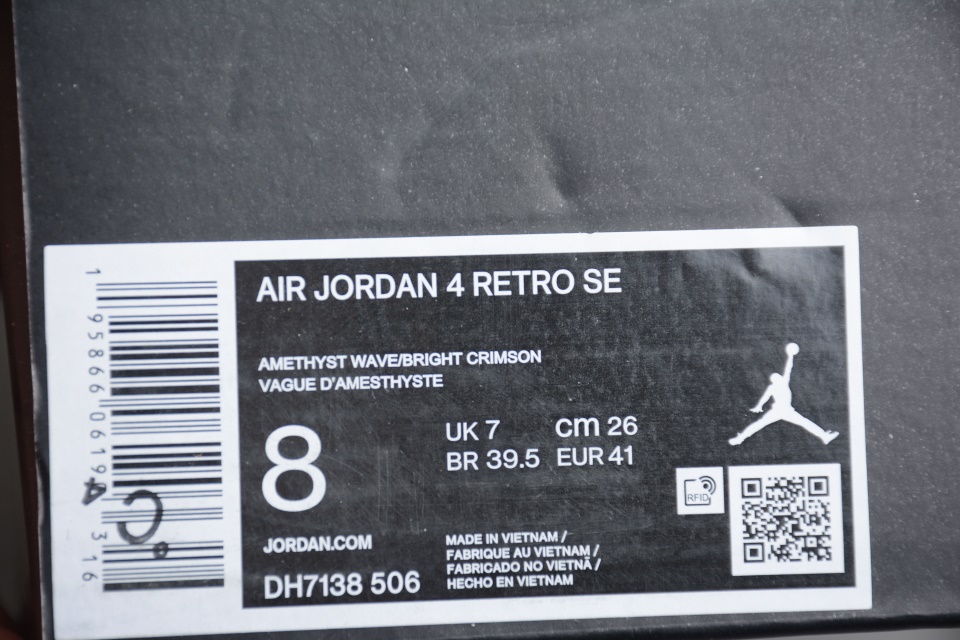 AIR JORDAN 4 RETRO SE
AMETHYST WAVE/BRIGHT CRIMSON
VAGUE D'AMESTHYSTE
8
UK 7 cm 26
BR 39.5 EUR 41
RFID
JORDAN.COM
DH7138 506
MADE IN VIETNAM /
FABRIQUE AU VIETNAM /
FABRICADO NO VIETNÃ /
HECHO EN VIETNAM
1 95866 06194 3 16